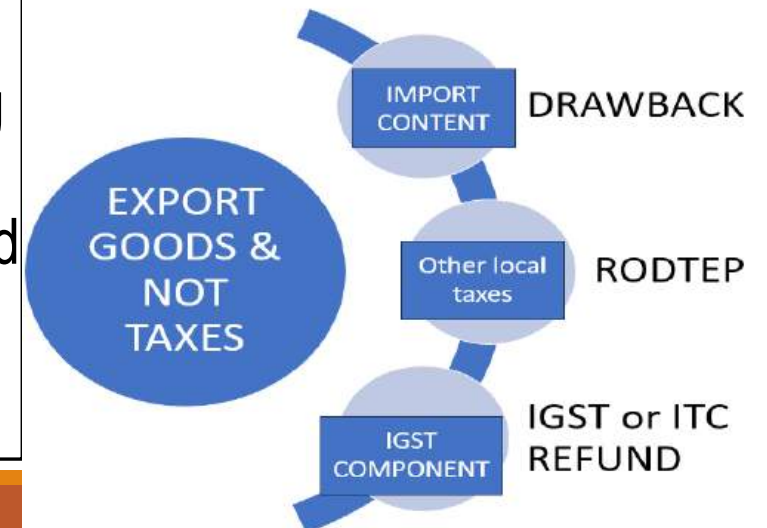 EXPORT
GOODS &
NOT
TAXES
IMPORT
CONTENT
DRAWBACK
Other local
taxes
RODTEP
IGST
COMPONENT
IGST or ITC
REFUND